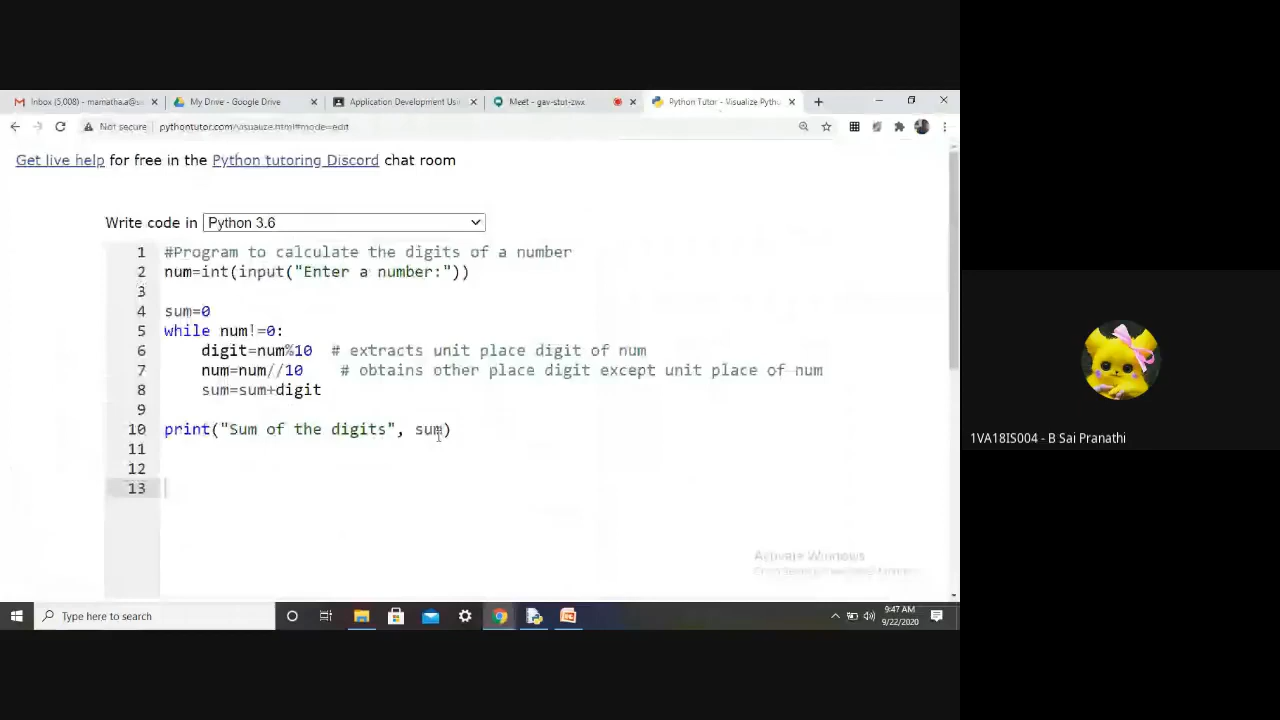 Inbox (5,008) - mamatha.a@
My Drive - Google Drive
Application Development Usi
Meet - gav-stut-zwx
Python Tutor - Visualize Pytho
Not secure
pythontutor.com/visualize.html#mode=edit
Get live help for free in the Python tutoring Discord chat room
Write code in Python 3.6
1 #Program to calculate the digits of a number
2 num=int(input("Enter a number:"))
3
4 sum=0
5 while num!=0:
6 digit=num%10 # extracts unit place digit of num
7 num=num//10 # obtains other place digit except unit place of num
8 sum=sum+digit
9
10 print("Sum of the digits", sum)
11
12
13
Activate Windows
1VA18IS004 - B Sai Pranathi
Type here to search
9:47 AM
9/22/2020